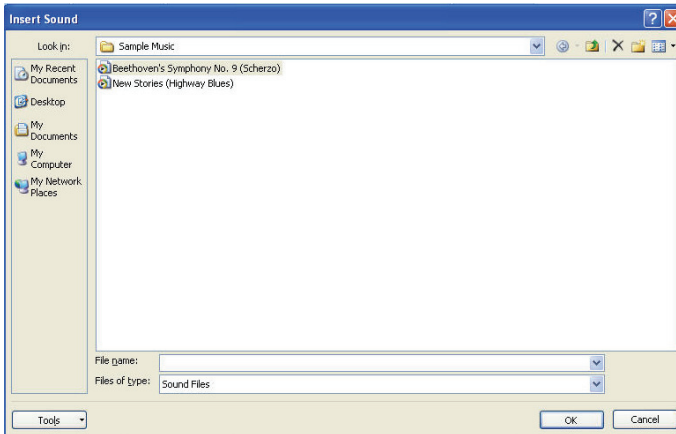 Insert Sound
Look in:
Sample Music
My Recent
Documents
Desktop
My
Documents
My
Computer
My Network
Places
Beethoven's Symphony No. 9 (Scherzo)
New Stories (Highway Blues)
File name:
Files of type:
Sound Files
Tools
OK
Cancel